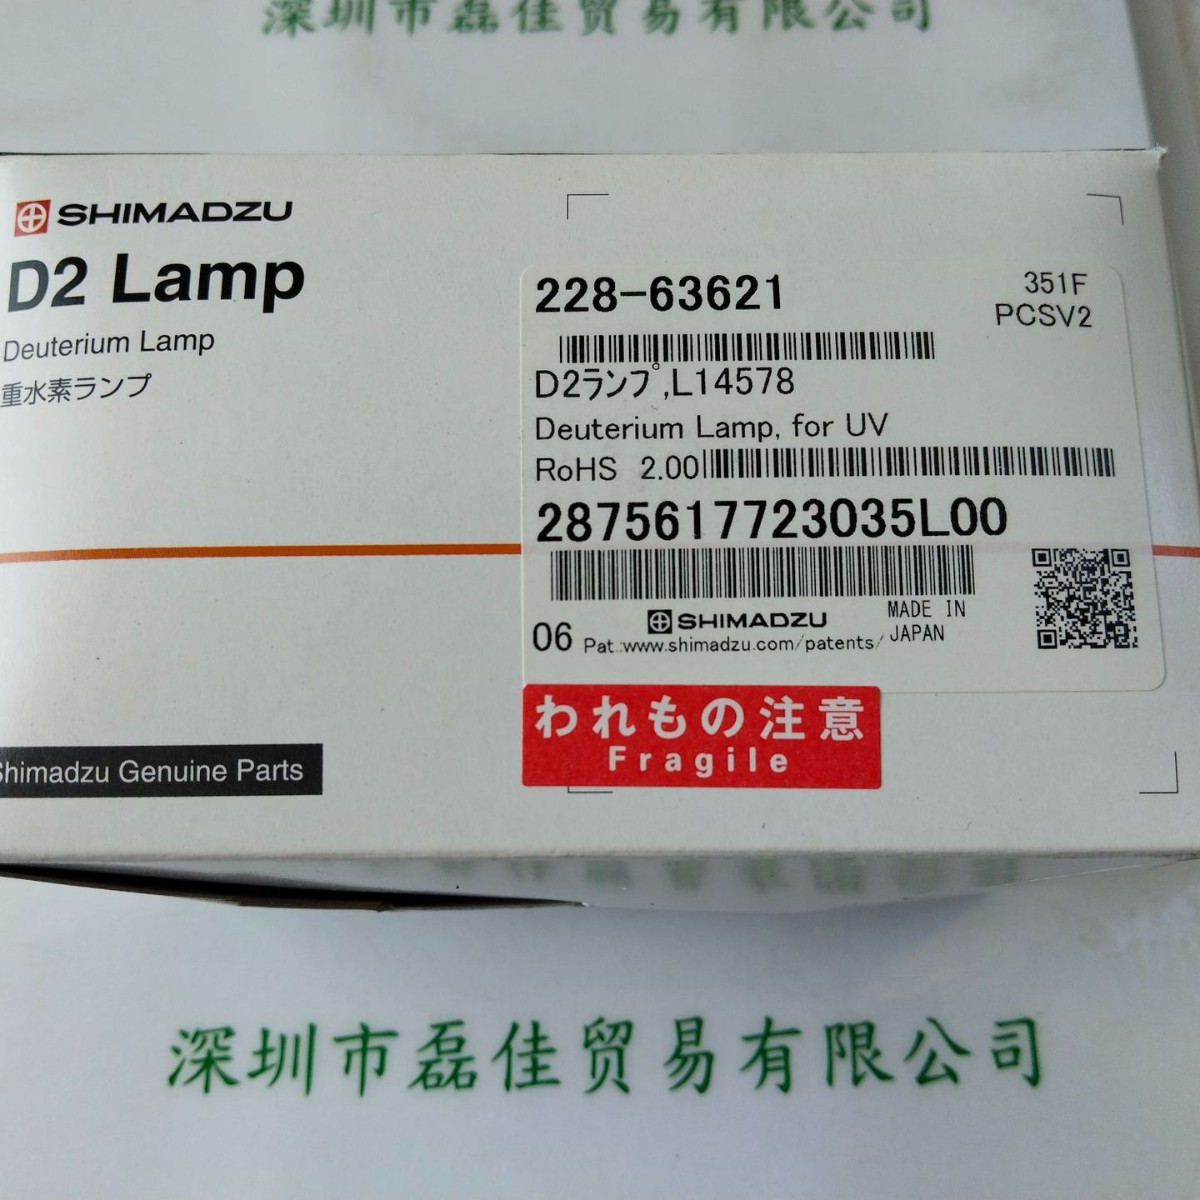 深圳市磊佳贸易有限公司
SHIMADZU
D2 Lamp
Deuterium Lamp
重水素ランプ
Shimadzu Genuine Parts
228-63621
351F
PCSV2
D2ランプ,L14578
Deuterium Lamp, for UV
RoHS 2.00
2875617723035L00
06
SHIMADZU
Pat.:www.shimadzu.com/patents/
MADE IN
JAPAN
われもの注意
Fragile
深圳市磊佳贸易有限公司